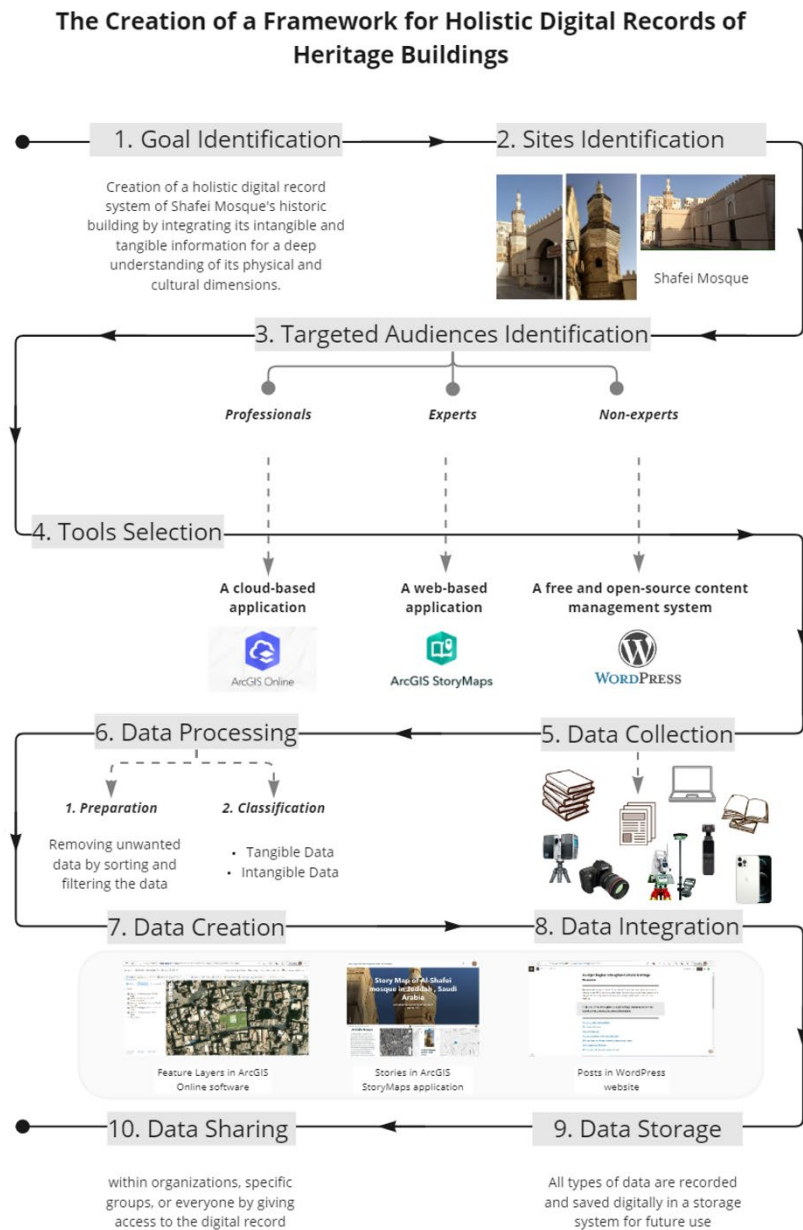 The Creation of a Framework for Holistic Digital Records of
Heritage Buildings
1. Goal Identification
2. Sites Identification
Creation of a holistic digital record
system of Shafei Mosque's historic
building by integrating its intangible and
tangible information for a deep
understanding of its physical and
cultural dimensions.
Shafei Mosque
3. Targeted Audiences Identification
Professionals
Experts
Non-experts
4. Tools Selection
A cloud-based
application
A web-based
application
A free and open-source content
management system
ArcGIS Online
ArcGIS StoryMaps
WORDPRESS
6. Data Processing
5. Data Collection
1. Preparation
2. Classification
Removing unwanted
data by sorting and
filtering the data
• Tangible Data
• Intangible Data
7. Data Creation
8. Data Integration
Story Map of Al-Shafei
mosque in Jeddah, Saudi
Arabia
Feature Layers in ArcGIS
Online software
Stories in ArcGIS
StoryMaps application
Posts in WordPress
website
10. Data Sharing
9. Data Storage
within organizations, specific
groups, or everyone by giving
access to the digital record
All types of data are recorded
and saved digitally in a storage
system for future use